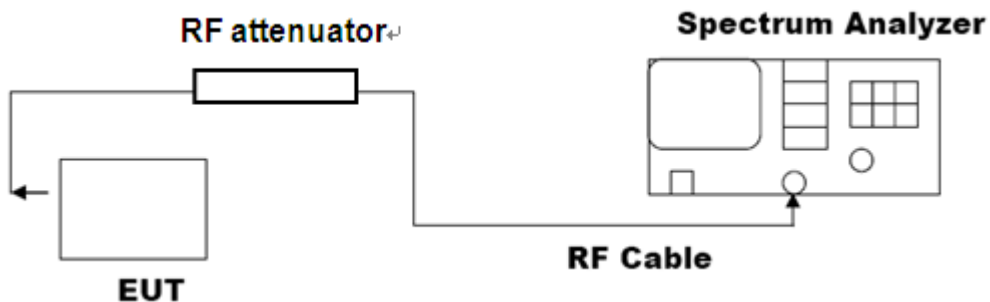 RF attenuator↵
Spectrum Analyzer
RF Cable
EUT